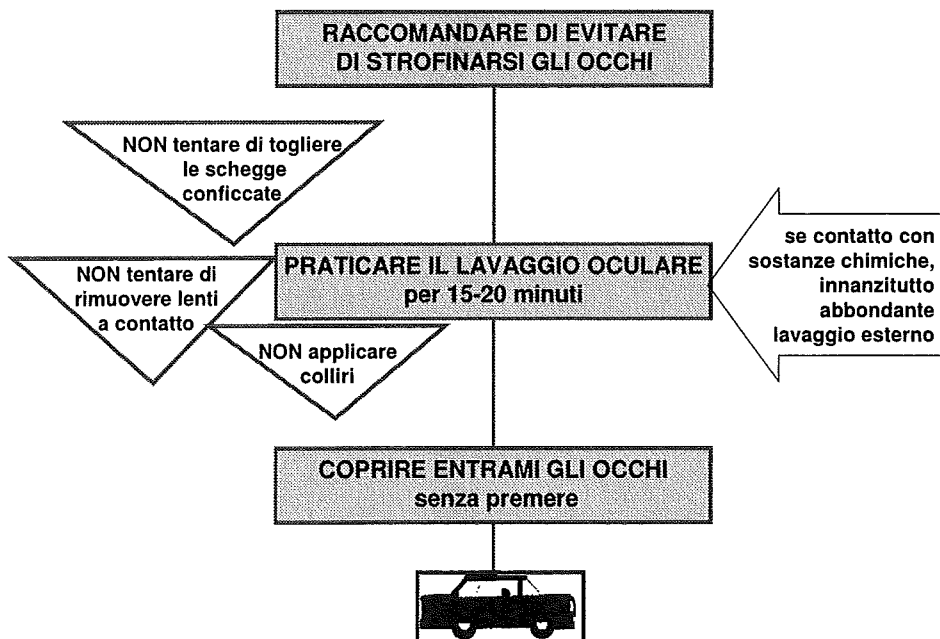 RACCOMANDARE DI EVITARE
DI STROFINARSI GLI OCCHI
NON tentare di togliere
le schegge
conficcate
PRATICARE IL LAVAGGIO OCULARE
per 15-20 minuti
se contatto con
sostanze chimiche,
innanzitutto
abbondante
lavaggio esterno
NON tentare di
rimuovere lenti
a contatto
NON applicare
colliri
COPRIRE ENTRAMI GLI OCCHI
senza premere